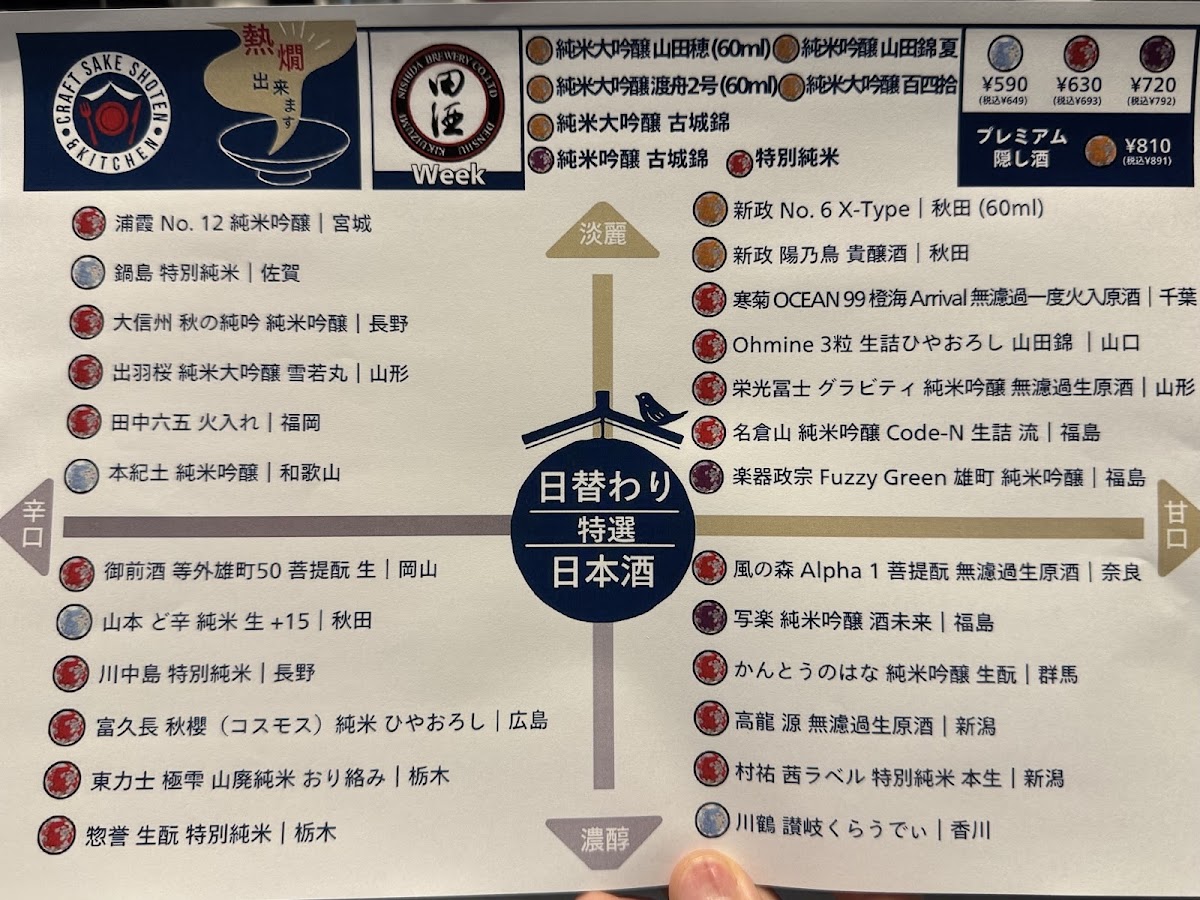 熱燗
出来ます
CRAFT SAKE SHOTEN
& KITCHEN
NISHIDA BREWERY CO.LTD
DENSHU KIKUIZUMI
田酒
Week
純米大吟醸 山田穂 (60ml)
純米吟醸 山田錦 夏
純米大吟醸 渡舟2号 (60ml)
純米大吟醸 百四拾
純米大吟醸 古城錦
純米吟醸 古城錦
特別純米
¥590
(税込¥649)
¥630
(税込¥693)
¥720
(税込¥792)
プレミアム
隠し酒
¥810
(税込¥891)
淡麗
浦霞 No. 12 純米吟醸｜宮城
鍋島 特別純米｜佐賀
大信州 秋の純吟 純米吟醸｜長野
出羽桜 純米大吟醸 雪若丸｜山形
田中六五 火入れ｜福岡
本紀土 純米吟醸｜和歌山
新政 No. 6 X-Type｜秋田 (60ml)
新政 陽乃鳥 貴醸酒｜秋田
寒菊 OCEAN 99 橙海 Arrival 無濾過一度火入原酒｜千葉
Ohmine 3粒 生詰ひやおろし 山田錦 ｜山口
栄光冨士 グラビティ 純米吟醸 無濾過生原酒｜山形
名倉山 純米吟醸 Code-N 生詰 流｜福島
楽器政宗 Fuzzy Green 雄町 純米吟醸｜福島
日替わり
特選
日本酒
辛口
甘口
御前酒 等外雄町50 菩提酛 生｜岡山
山本 ど辛 純米 生 +15｜秋田
川中島 特別純米｜長野
富久長 秋櫻（コスモス）純米 ひやおろし｜広島
東力士 極雫 山廃純米 おり絡み｜栃木
惣誉 生酛 特別純米｜栃木
風の森 Alpha 1 菩提酛 無濾過生原酒｜奈良
写楽 純米吟醸 酒未来｜福島
かんとうのはな 純米吟醸 生酛｜群馬
高龍 源 無濾過生原酒｜新潟
村祐 茜ラベル 特別純米 本生｜新潟
川鶴 讃岐くらうでぃ｜香川
濃醇